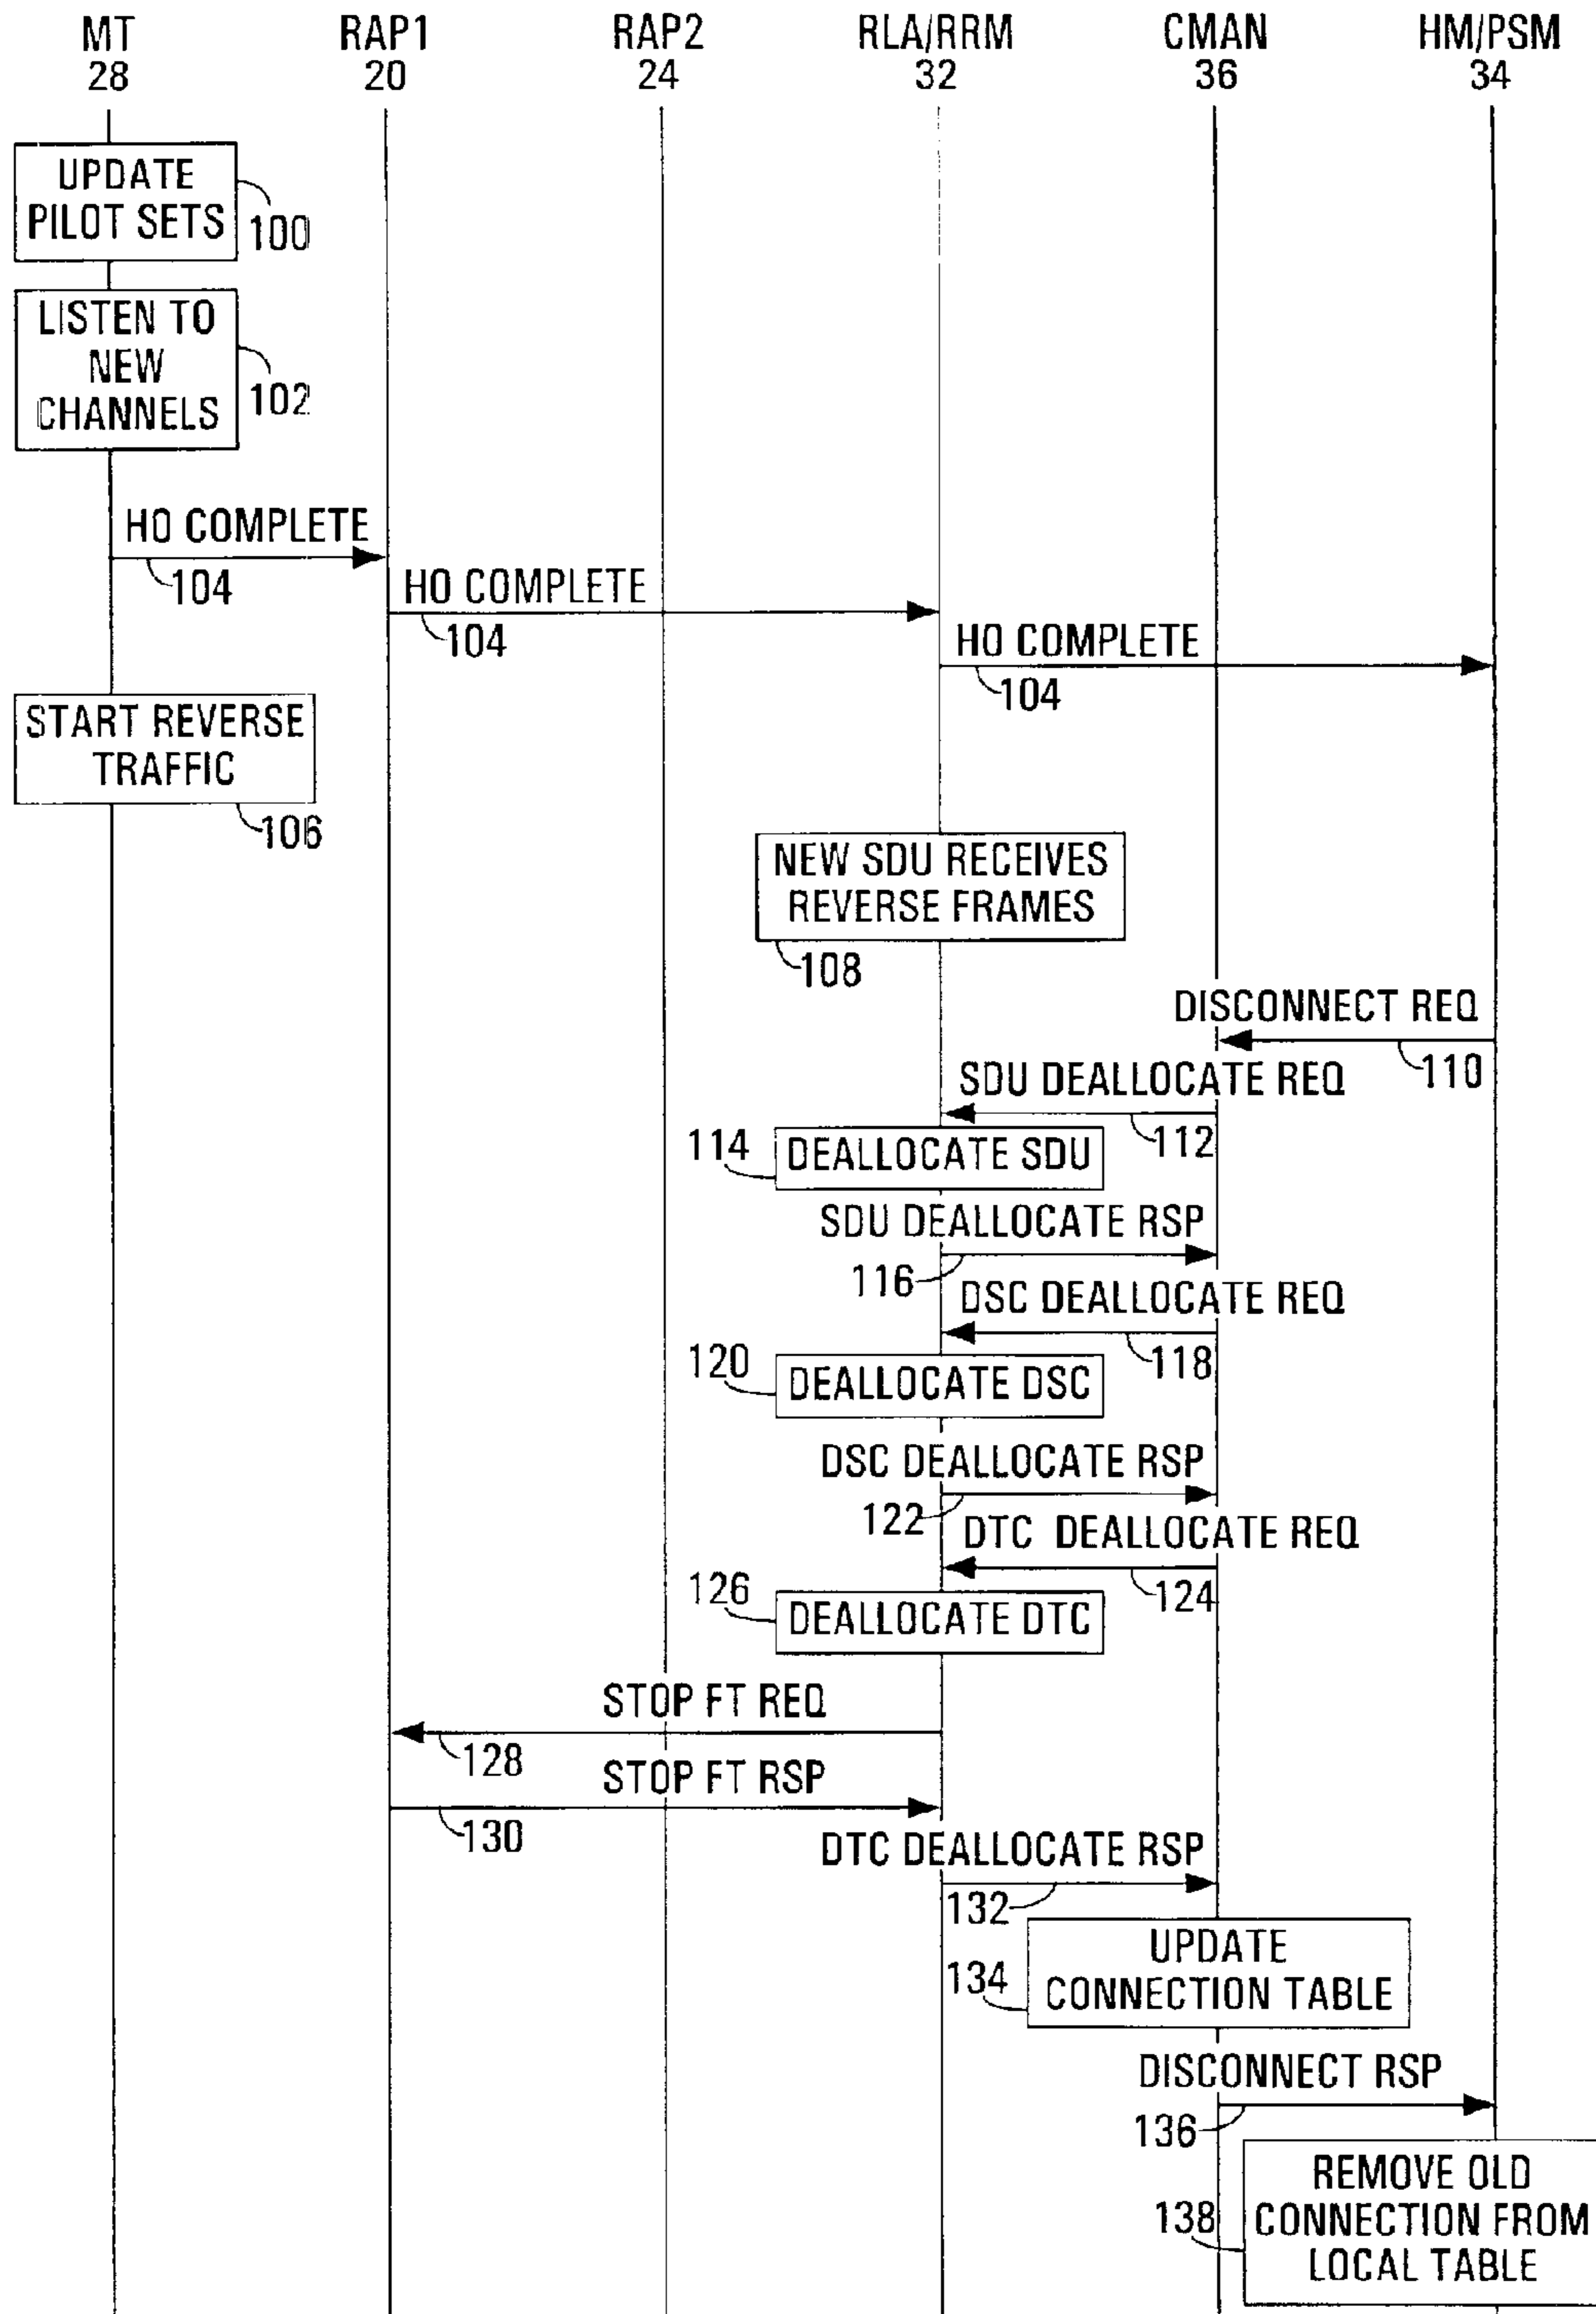 MT
RAP1
RAP2
RLA/RRM
CMAN
HM/PSM
28
20
24
32
36
34
UPDATE
PILOT SETS
100
LISTEN TO
NEW
CHANNELS
102
HO COMPLETE
104
HO COMPLETE
104
HO COMPLETE
104
START REVERSE
TRAFFIC
106
NEW SDU RECEIVES
REVERSE FRAMES
108
DISCONNECT REQ
110
SDU DEALLOCATE REQ
112
114
DEALLOCATE SDU
SDU DEALLOCATE RSP
116
DSC DEALLOCATE REQ
118
120
DEALLOCATE DSC
DSC DEALLOCATE RSP
122
DTC DEALLOCATE REQ
124
126
DEALLOCATE DTC
STOP FT REQ
128
STOP FT RSP
130
DTC DEALLOCATE RSP
132
UPDATE
CONNECTION TABLE
134
DISCONNECT RSP
136
REMOVE OLD
CONNECTION FROM
LOCAL TABLE
138